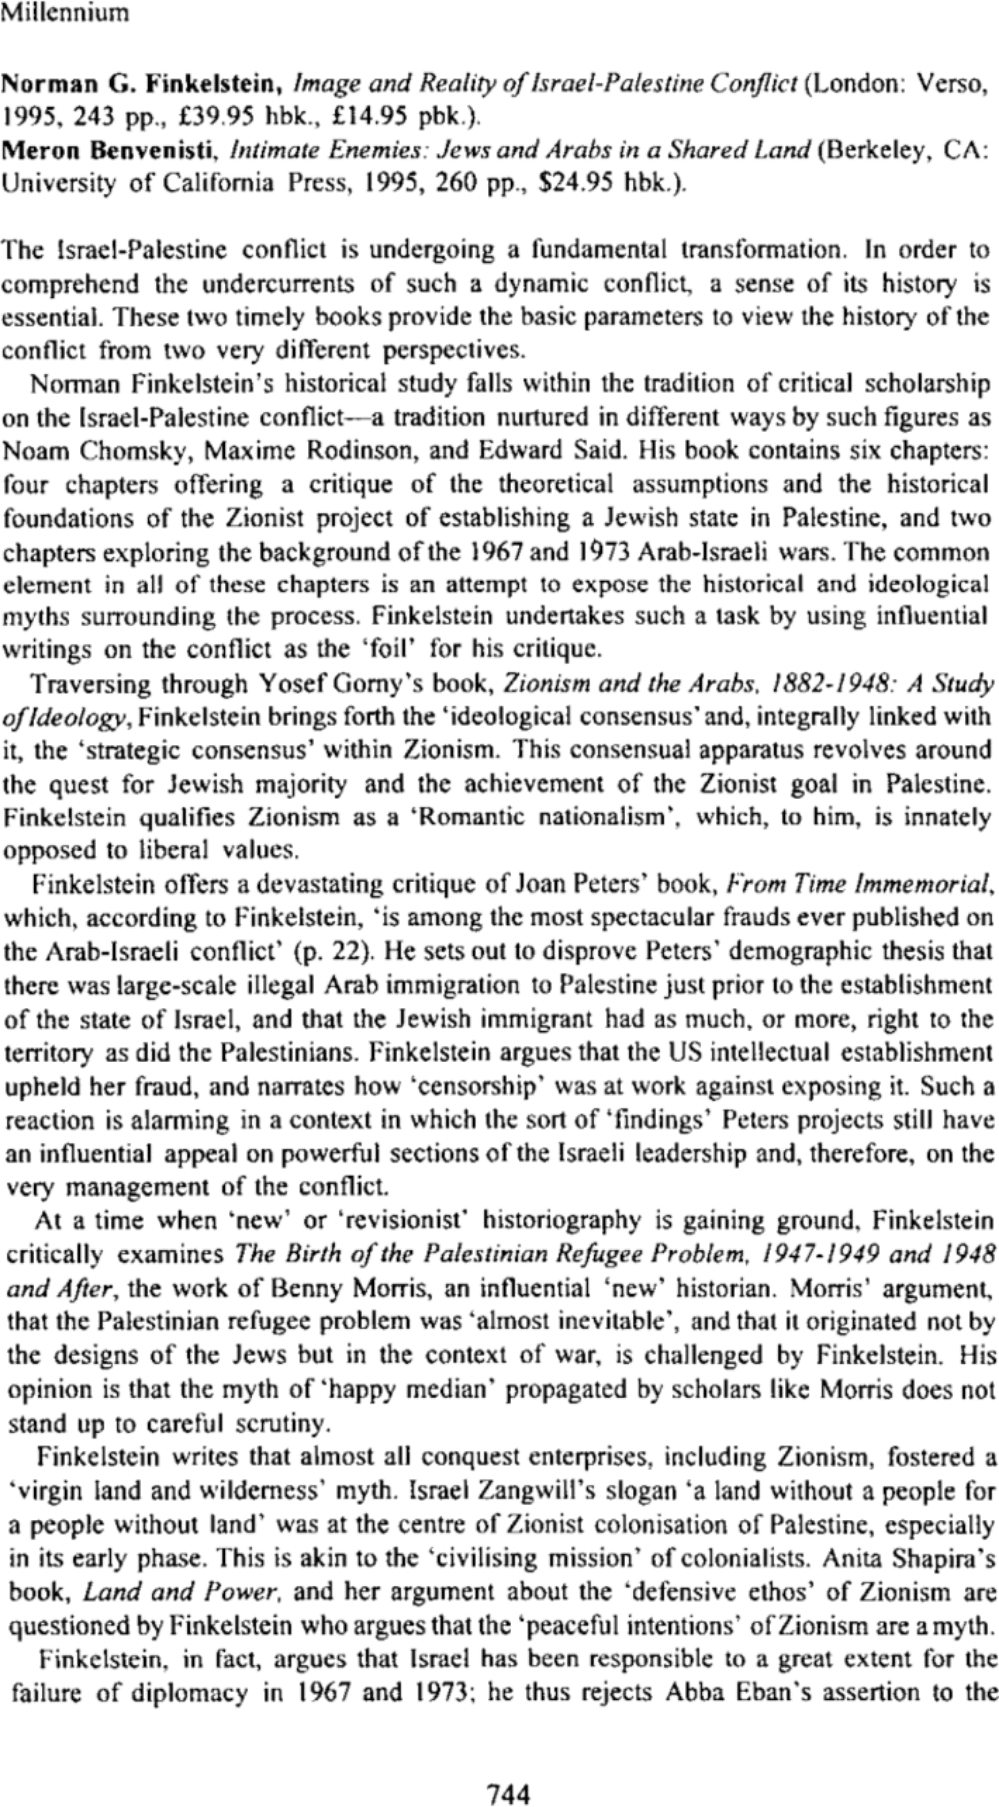 Millennium
Norman G. Finkelstein, Image and Reality of Israel-Palestine Conflict (London: Verso,
1995, 243 pp., £39.95 hbk., £14.95 pbk.).
Meron Benvenisti, Intimate Enemies: Jews and Arabs in a Shared Land (Berkeley, CA:
University of California Press, 1995, 260 pp., $24.95 hbk.).
The Israel-Palestine conflict is undergoing a fundamental transformation. In order to
comprehend the undercurrents of such a dynamic conflict, a sense of its history is
essential. These two timely books provide the basic parameters to view the history of the
conflict from two very different perspectives.
Norman Finkelstein's historical study falls within the tradition of critical scholarship
on the Israel-Palestine conflict—a tradition nurtured in different ways by such figures as
Noam Chomsky, Maxime Rodinson, and Edward Said. His book contains six chapters:
four chapters offering a critique of the theoretical assumptions and the historical
foundations of the Zionist project of establishing a Jewish state in Palestine, and two
chapters exploring the background of the 1967 and 1973 Arab-Israeli wars. The common
element in all of these chapters is an attempt to expose the historical and ideological
myths surrounding the process. Finkelstein undertakes such a task by using influential
writings on the conflict as the 'foil' for his critique.
Traversing through Yosef Gorny's book, Zionism and the Arabs, 1882-1948: A Study
of Ideology, Finkelstein brings forth the 'ideological consensus' and, integrally linked with
it, the 'strategic consensus' within Zionism. This consensual apparatus revolves around
the quest for Jewish majority and the achievement of the Zionist goal in Palestine.
Finkelstein qualifies Zionism as a 'Romantic nationalism', which, to him, is innately
opposed to liberal values.
Finkelstein offers a devastating critique of Joan Peters' book, From Time Immemorial,
which, according to Finkelstein, 'is among the most spectacular frauds ever published on
the Arab-Israeli conflict' (p. 22). He sets out to disprove Peters' demographic thesis that
there was large-scale illegal Arab immigration to Palestine just prior to the establishment
of the state of Israel, and that the Jewish immigrant had as much, or more, right to the
territory as did the Palestinians. Finkelstein argues that the US intellectual establishment
upheld her fraud, and narrates how 'censorship' was at work against exposing it. Such a
reaction is alarming in a context in which the sort of 'findings' Peters projects still have
an influential appeal on powerful sections of the Israeli leadership and, therefore, on the
very management of the conflict.
At a time when 'new' or 'revisionist' historiography is gaining ground, Finkelstein
critically examines The Birth of the Palestinian Refugee Problem, 1947-1949 and 1948
and After, the work of Benny Morris, an influential 'new' historian. Morris' argument,
that the Palestinian refugee problem was 'almost inevitable', and that it originated not by
the designs of the Jews but in the context of war, is challenged by Finkelstein. His
opinion is that the myth of 'happy median' propagated by scholars like Morris does not
stand up to careful scrutiny.
Finkelstein writes that almost all conquest enterprises, including Zionism, fostered a
'virgin land and wilderness' myth. Israel Zangwill's slogan 'a land without a people for
a people without land' was at the centre of Zionist colonisation of Palestine, especially
in its early phase. This is akin to the 'civilising mission' of colonialists. Anita Shapira's
book, Land and Power, and her argument about the 'defensive ethos' of Zionism are
questioned by Finkelstein who argues that the 'peaceful intentions' of Zionism are a myth.
Finkelstein, in fact, argues that Israel has been responsible to a great extent for the
failure of diplomacy in 1967 and 1973; he thus rejects Abba Eban's assertion to the
744